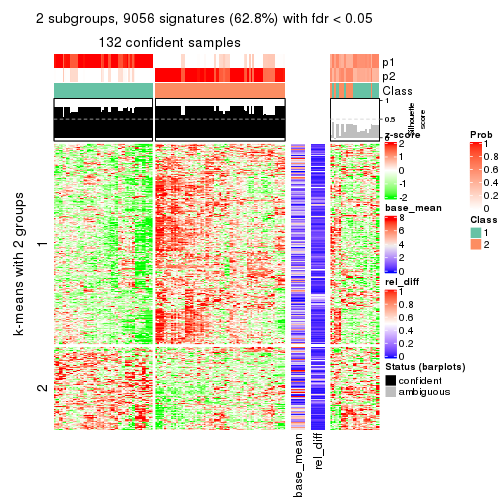 2 subgroups, 9056 signatures (62.8%) with fdr < 0.05
132 confident samples
p1
p2
Class
1
0.5
0
Silhouette
score
k-means with 2 groups
1
2
base_mean
rel_diff
z-score
2
1
0
-1
-2
base_mean
8
6
4
2
0
rel_diff
1
0.8
0.6
0.4
0.2
0
Status (barplots)
confident
ambiguous
Prob
1
0.8
0.6
0.4
0.2
0
Class
1
2